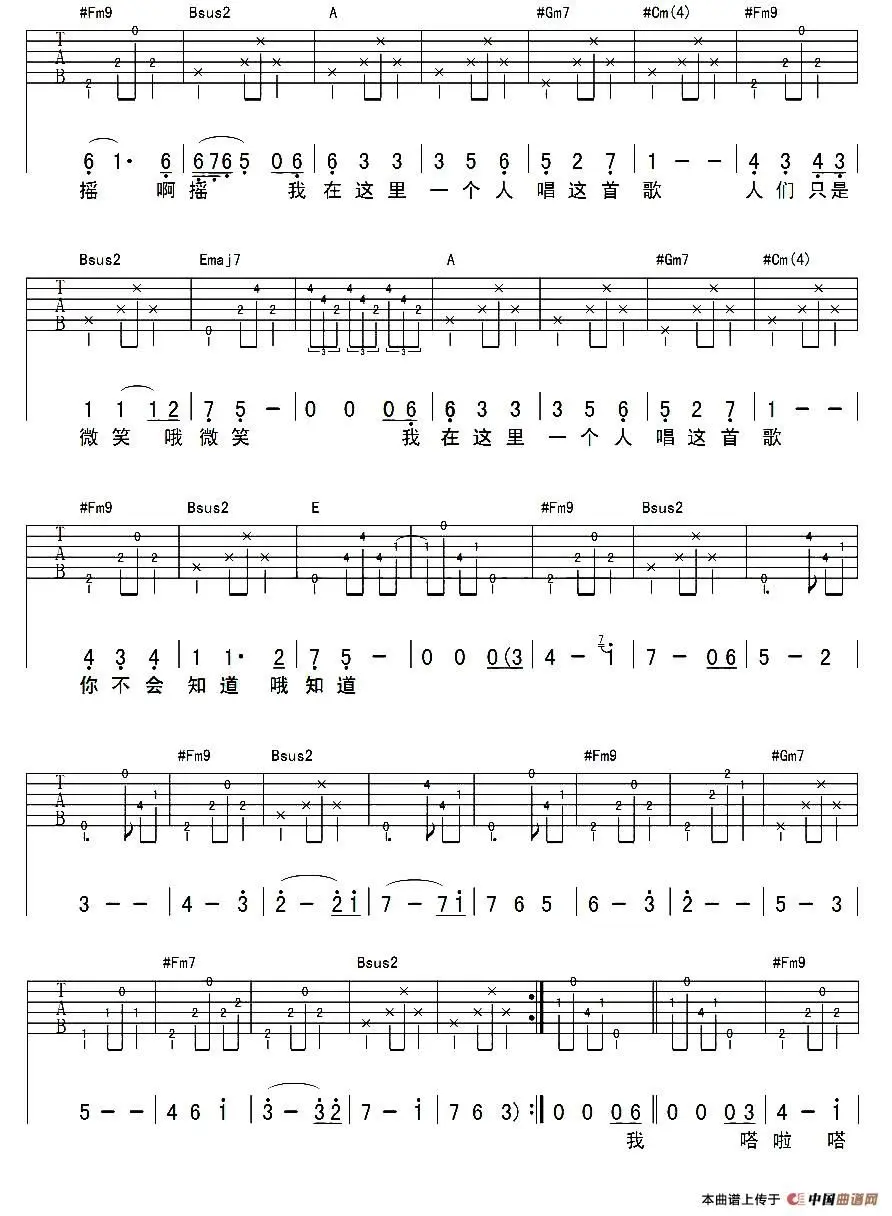 #Fm9 Bsus2 A #Gm7 #Cm(4) #Fm9
6 1· 6 | 6 7 6 5 0 6 | 6 3 3 | 3 5 6 | 5 2 7 | 1 - - | 4 3 4 3
摇 啊摇 我在这里一个人唱这首歌 人们只是
Bsus2 Emaj7 A #Gm7 #Cm(4)
1 1 1 2 | 7 5 - | 0 0 0 6 | 6 3 3 | 3 5 6 | 5 2 7 | 1 - -
微笑 哦微笑 我在这里一个人唱这首歌
#Fm9 Bsus2 E #Fm9 Bsus2
4 3 4 | 1 1· 2 | 7 5 - | 0 0 0(3 | 4 - 7 1 | 7 - 0 6 | 5 - 2
你不会 知道 哦知道
#Fm9 Bsus2 #Fm9 #Gm7
3 - - | 4 - 3 | 2 - 2 1 | 7 - 7 1 | 7 6 5 | 6 - 3 | 2 - - | 5 - 3
#Fm7 Bsus2 #Fm9
5 - - | 4 6 1 | 3 - 3 2 | 7 - 1 | 7 6 3) :‖ 0 0 0 6 ‖ 0 0 0 3 | 4 - 1
我 嗒啦 嗒
本曲谱上传于 中国曲谱网